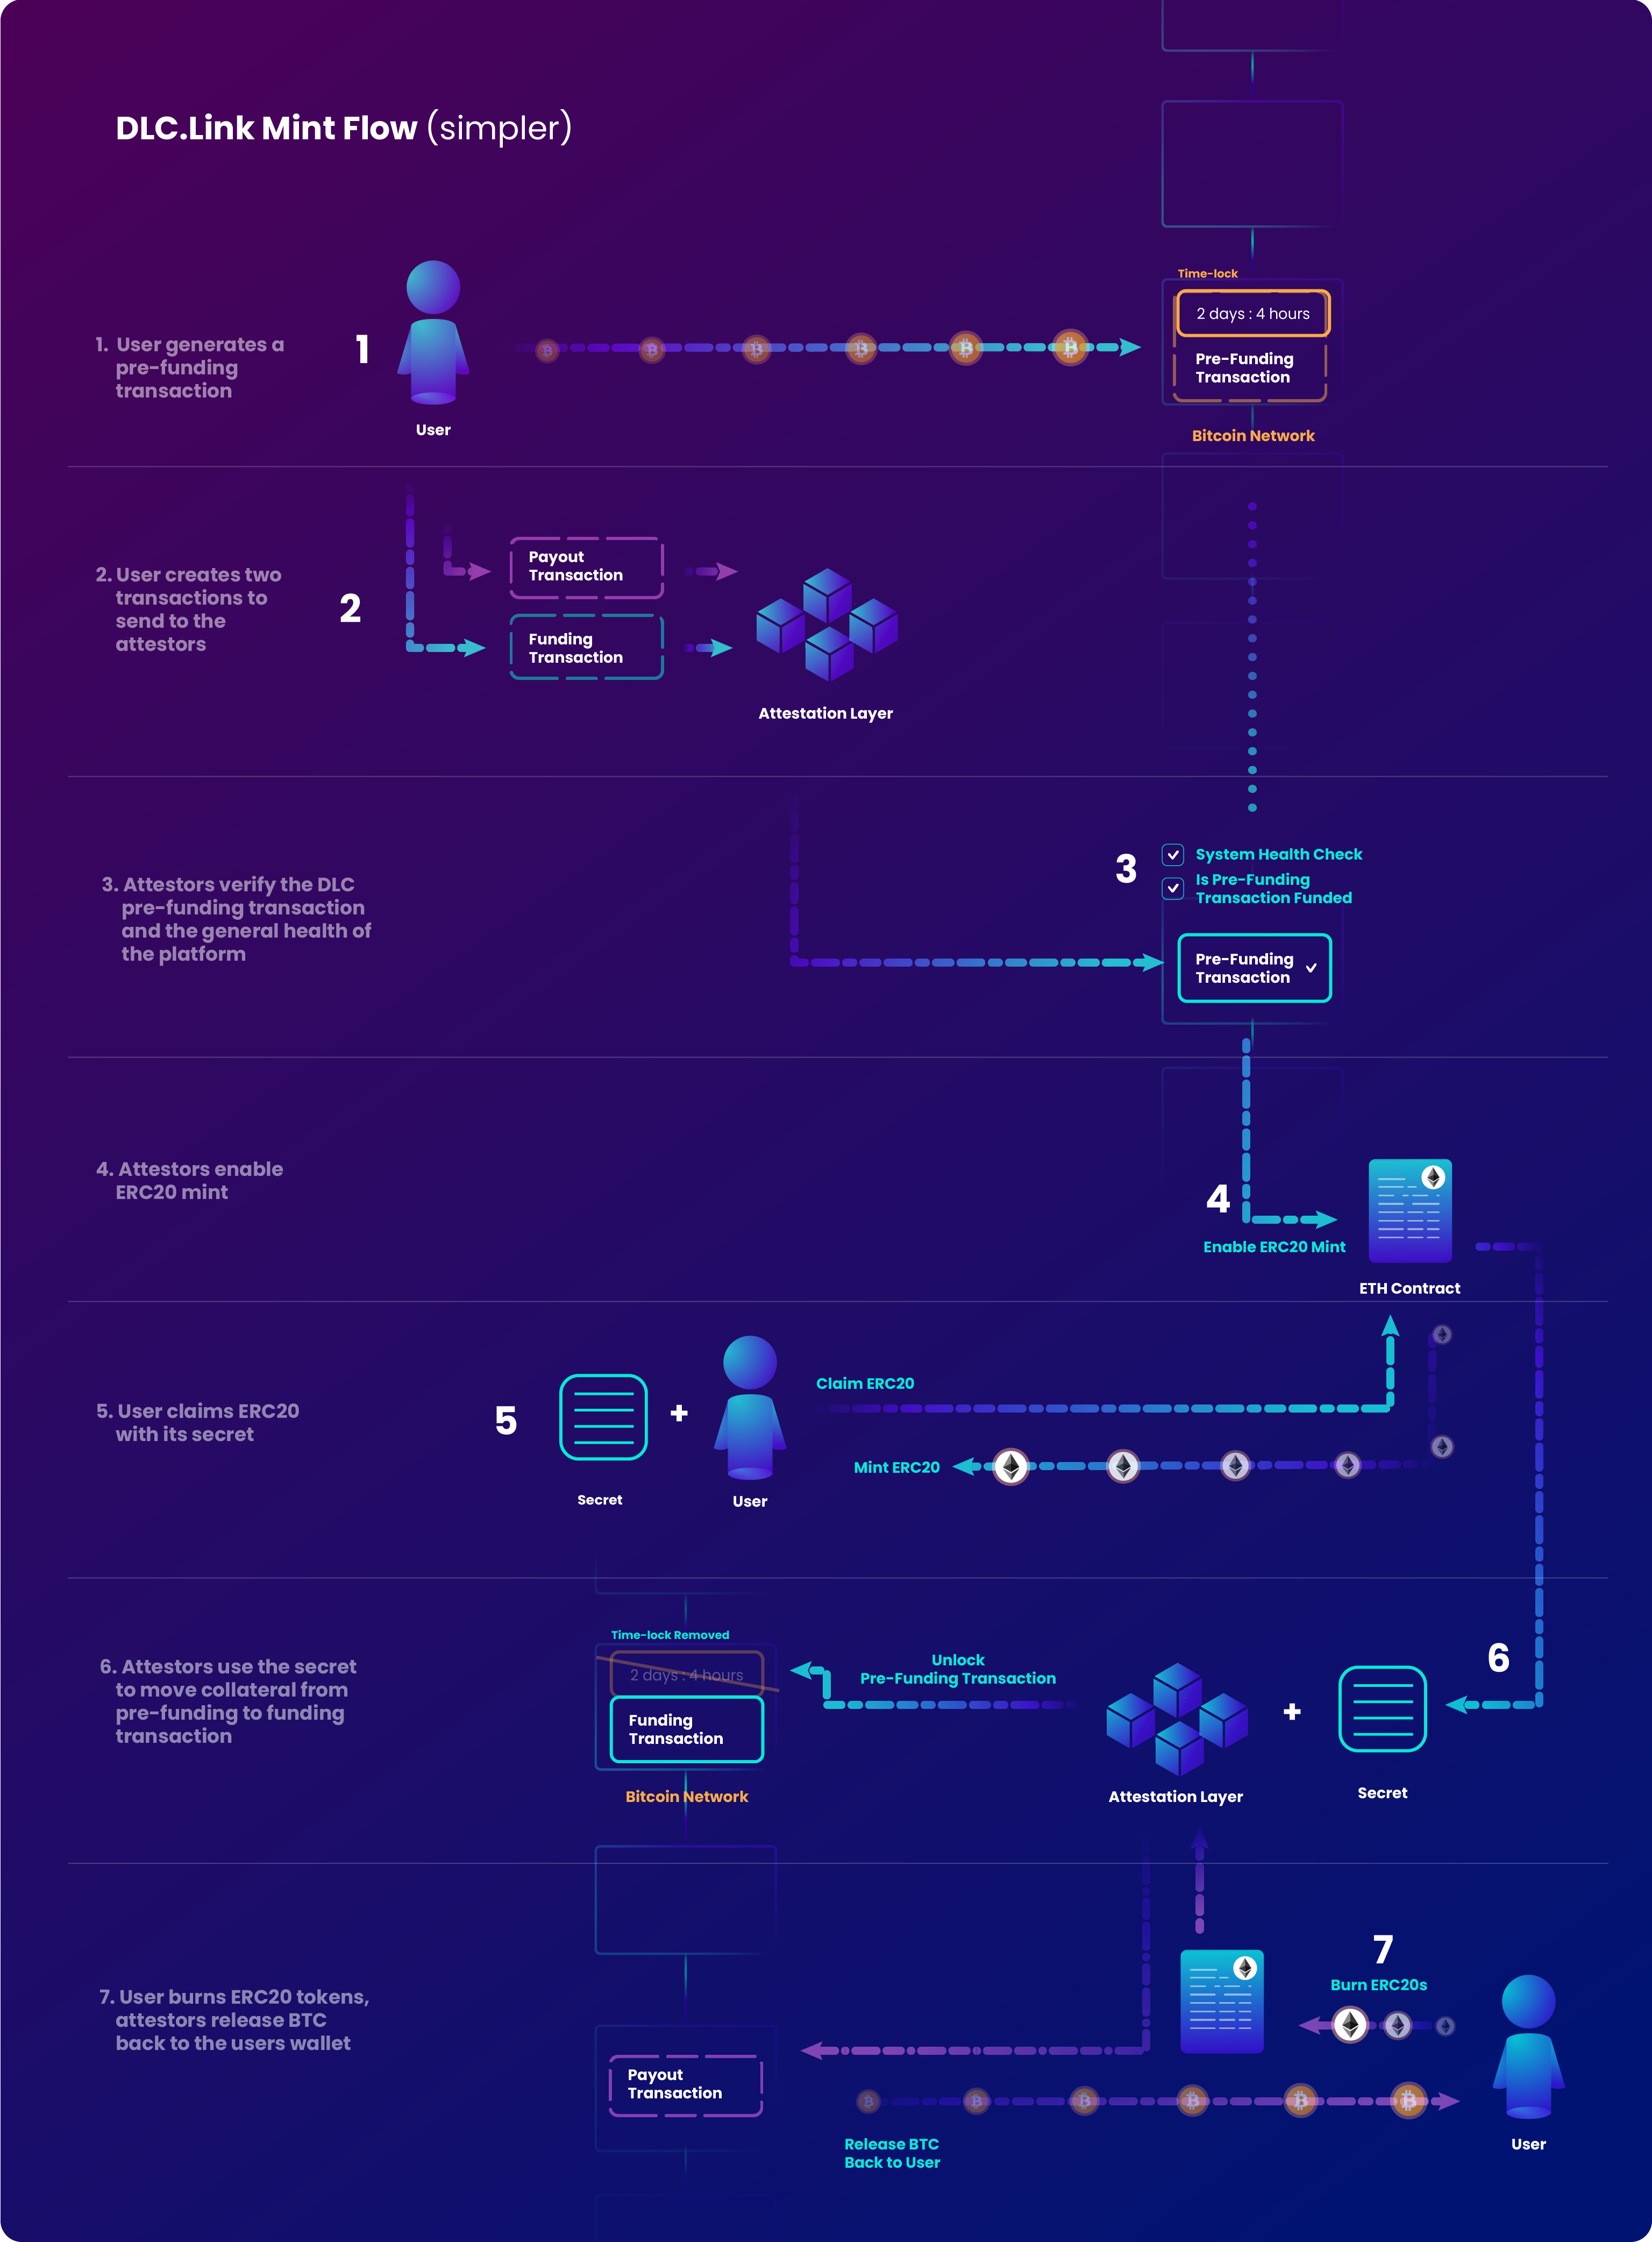 DLC.Link Mint Flow (simpler)
Time-lock
2 days : 4 hours
1. User generates a
pre-funding
transaction
1
Pre-Funding
Transaction
User
Bitcoin Network
2. User creates two
transactions to
send to the
attestors
2
Payout
Transaction
Funding
Transaction
Attestation Layer
3. Attestors verify the DLC
pre-funding transaction
and the general health of
the platform
3
System Health Check
Is Pre-Funding
Transaction Funded
Pre-Funding
Transaction
4. Attestors enable
ERC20 mint
4
Enable ERC20 Mint
ETH Contract
5. User claims ERC20
with its secret
5
+
Claim ERC20
Mint ERC20
Secret
User
6. Attestors use the secret
to move collateral from
pre-funding to funding
transaction
Time-lock Removed
2 days : 4 hours
Funding
Transaction
Bitcoin Network
Unlock
Pre-Funding Transaction
6
+
Attestation Layer
Secret
7. User burns ERC20 tokens,
attestors release BTC
back to the users wallet
7
Burn ERC20s
Payout
Transaction
Release BTC
Back to User
User